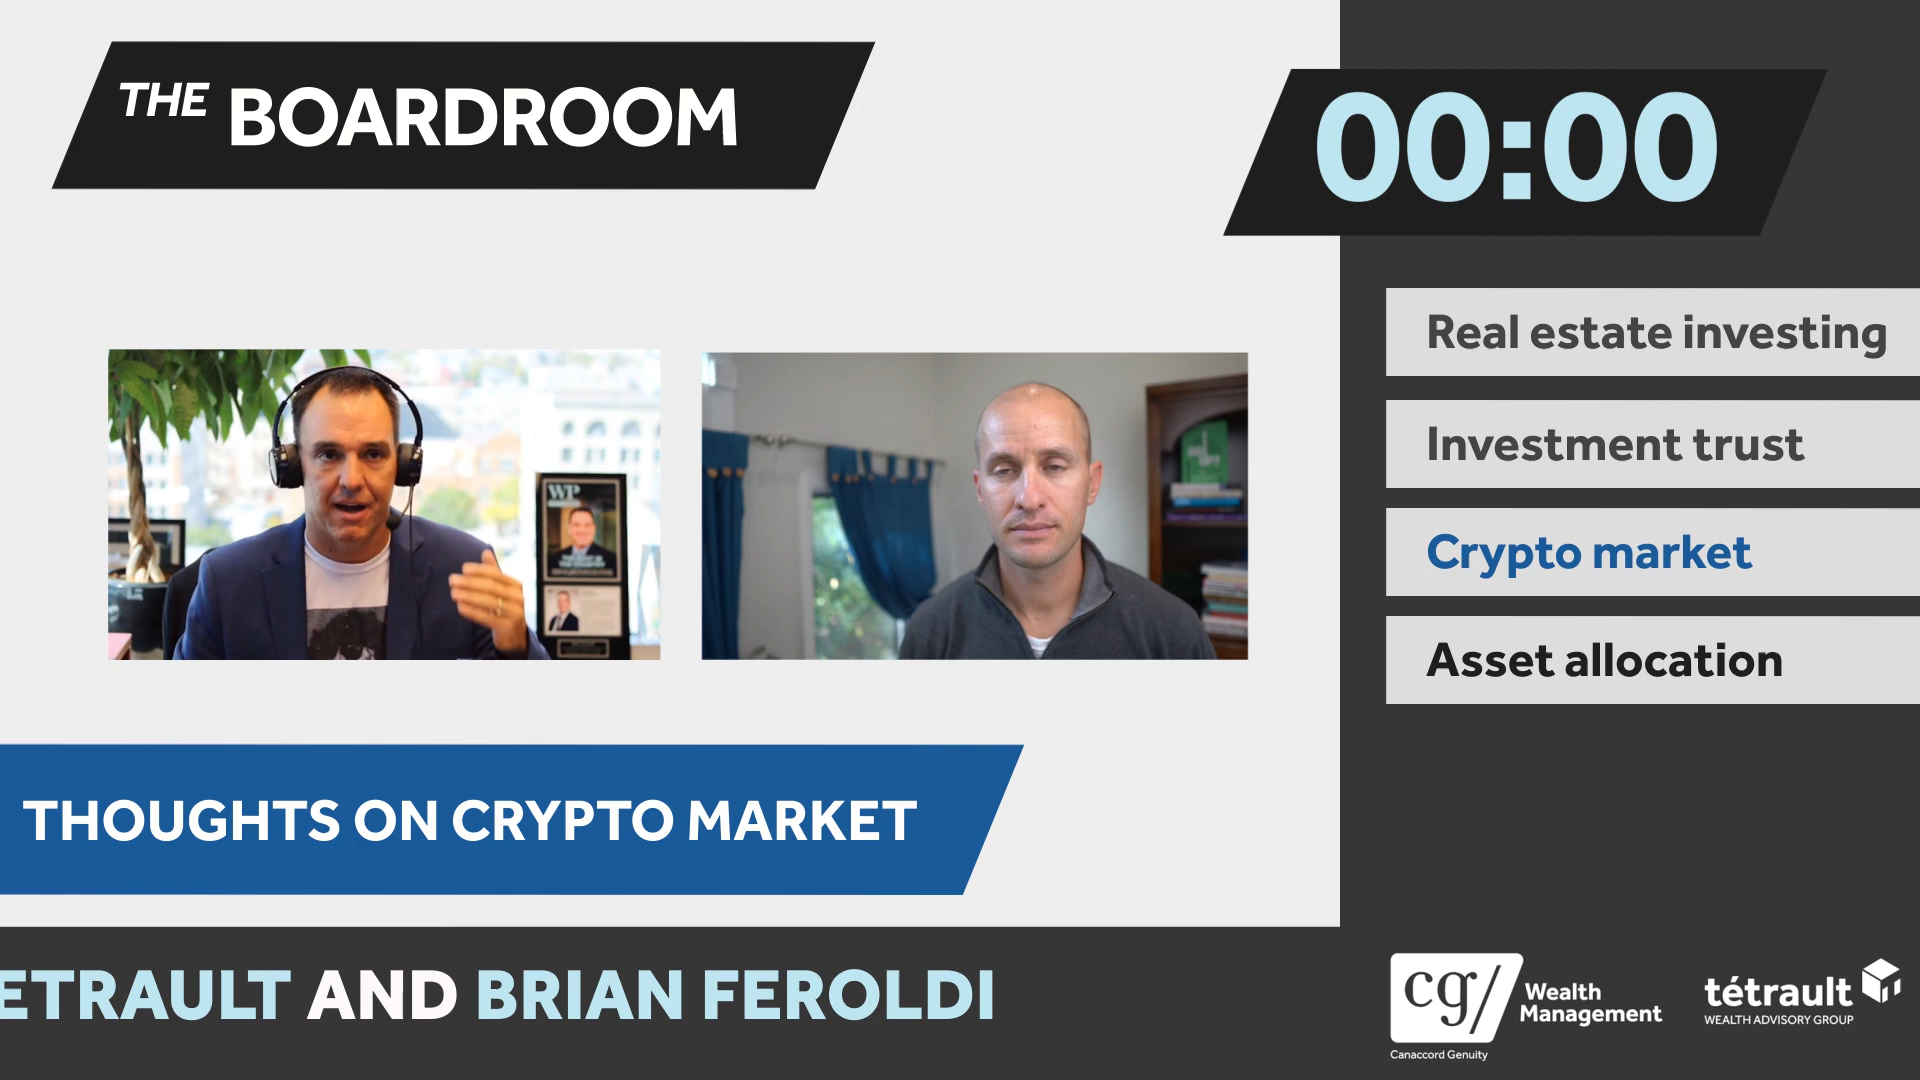 THE BOARDROOM
00:00
Real estate investing
Investment trust
Crypto market
Asset allocation
WP
THOUGHTS ON CRYPTO MARKET
ETRAULT AND BRIAN FEROLDI
cg/ Wealth Management
Canaccord Genuity
tétrault
WEALTH ADVISORY GROUP